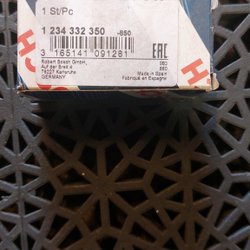 1 St/Pc
1 234 332 350 -850
3 165141 091261
Robert Bosch GmbH,
Auf der Breit 4
76227 Karlsruhe
GERMANY
EAC
Made in Spain
Fabriqué en Espagne